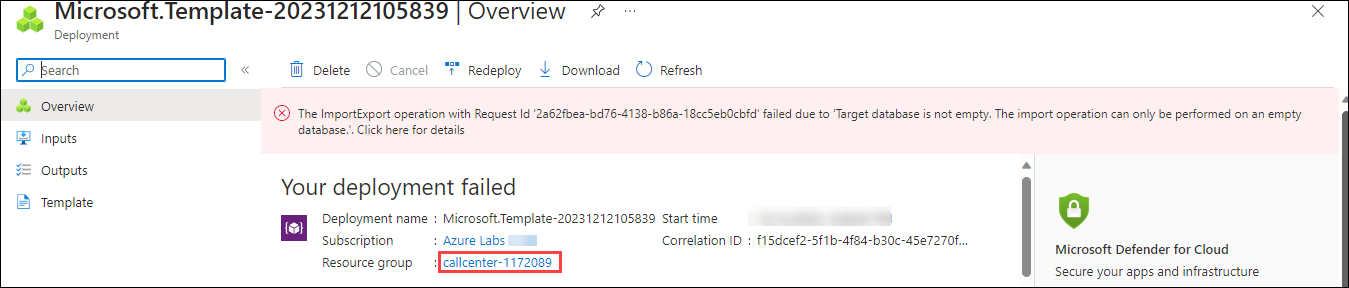 Microsoft.Template-20231212105839 | Overview
Deployment
Search
Delete
Cancel
Redeploy
Download
Refresh
Overview
Inputs
Outputs
Template
The ImportExport operation with Request Id '2a62fbea-bd76-4138-b86a-18cc5eb0cbfd' failed due to 'Target database is not empty. The import operation can only be performed on an empty
database.'. Click here for details
Your deployment failed
Deployment name : Microsoft.Template-20231212105839 Start time
Subscription : Azure Labs Correlation ID : f15dcef2-5f1b-4f84-b30c-45e7270f...
Resource group : callcenter-1172089
Microsoft Defender for Cloud
Secure your apps and infrastructure